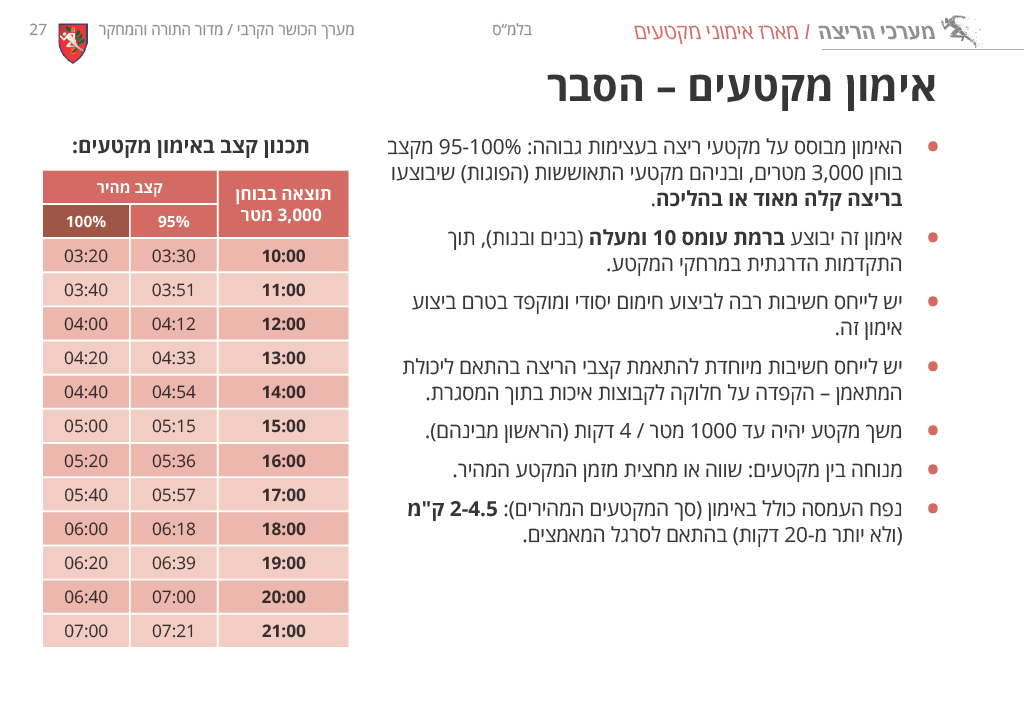 מערכי הריצה / מארז אימוני מקטעים
בלמ"ס
מערך הכושר הקרבי / מדור התורה והמחקר
27
אימון מקטעים – הסבר
האימון מבוסס על מקטעי ריצה בעצימות גבוהה: 95-100% מקצב
בוחן 3,000 מטרים, ובניהם מקטעי התאוששות (הפוגות) שיבוצעו
בריצה קלה מאוד או בהליכה.
אימון זה יבוצע ברמת עומס 10 ומעלה (בנים ובנות), תוך
התקדמות הדרגתית במרחקי המקטע.
יש לייחס חשיבות רבה לביצוע חימום יסודי ומוקפד בטרם ביצוע
אימון זה.
יש לייחס חשיבות מיוחדת להתאמת קצבי הריצה בהתאם ליכולת
המתאמן – הקפדה על חלוקה לקבוצות איכות בתוך המסגרת.
משך מקטע יהיה עד 1000 מטר / 4 דקות (הראשון מבינהם).
מנוחה בין מקטעים: שווה או מחצית מזמן המקטע המהיר.
נפח העמסה כולל באימון (סך המקטעים המהירים): 2-4.5 ק"מ
(ולא יותר מ-20 דקות) בהתאם לסרגל המאמצים.
תכנון קצב באימון מקטעים:
תוצאה בבוחן
3,000 מטר
קצב מהיר
95% 100%
10:00 03:30 03:20
11:00 03:51 03:40
12:00 04:12 04:00
13:00 04:33 04:20
14:00 04:54 04:40
15:00 05:15 05:00
16:00 05:36 05:20
17:00 05:57 05:40
18:00 06:18 06:00
19:00 06:39 06:20
20:00 07:00 06:40
21:00 07:21 07:00